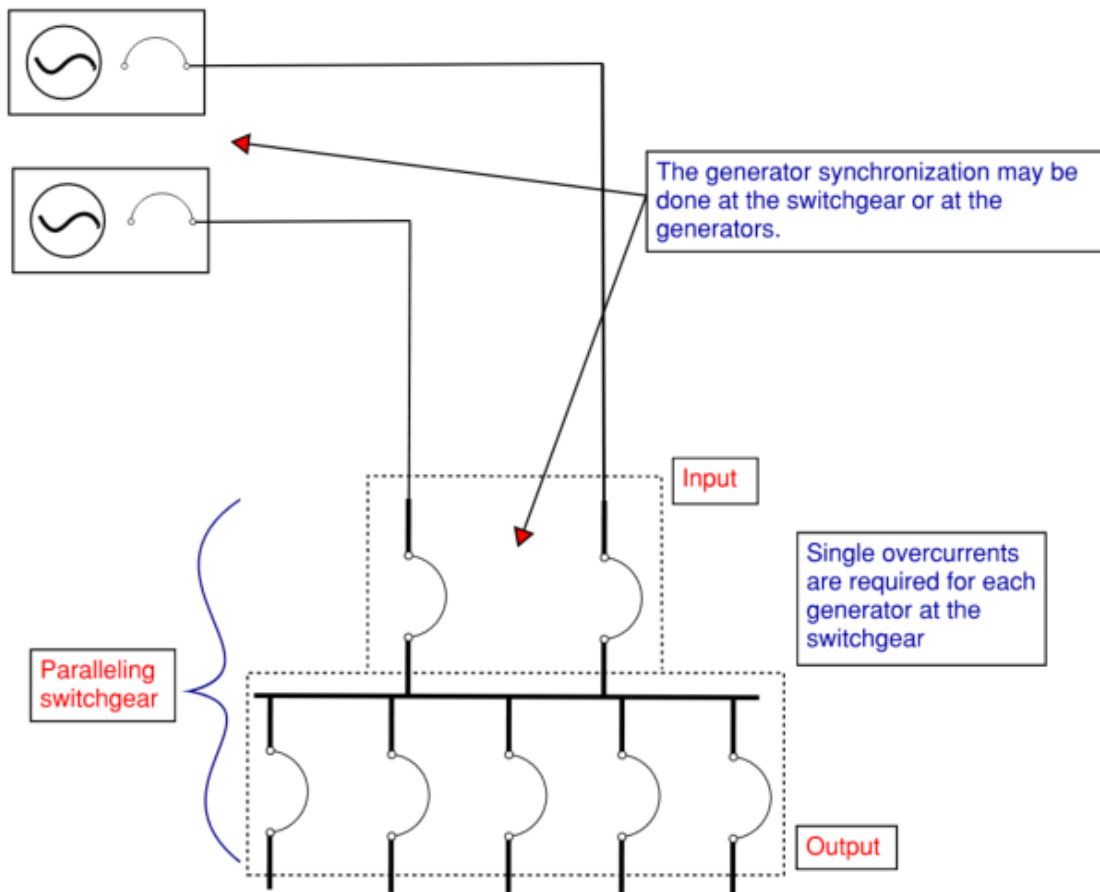 The generator synchronization may be
done at the switchgear or at the
generators.
Input
Single overcurrents
are required for each
generator at the
switchgear
Paralleling
switchgear
Output